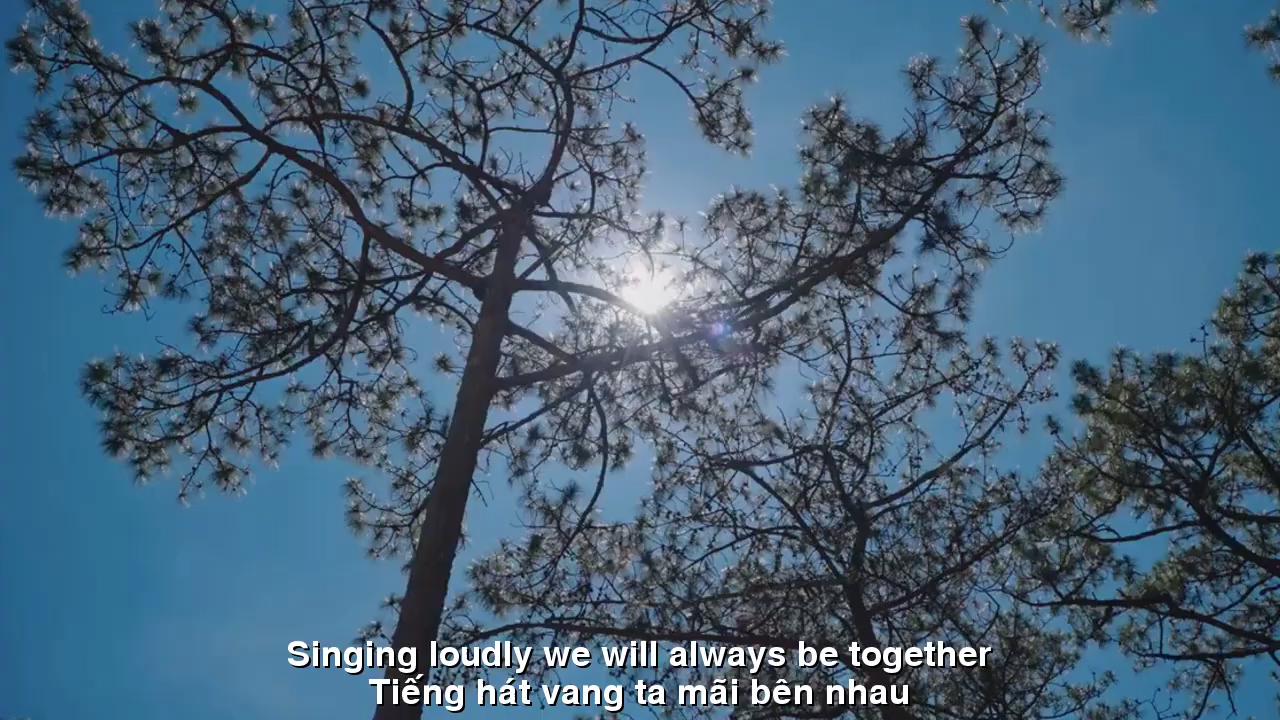 Singing loudly we will always be together
Tiếng hát vang ta mãi bên nhau